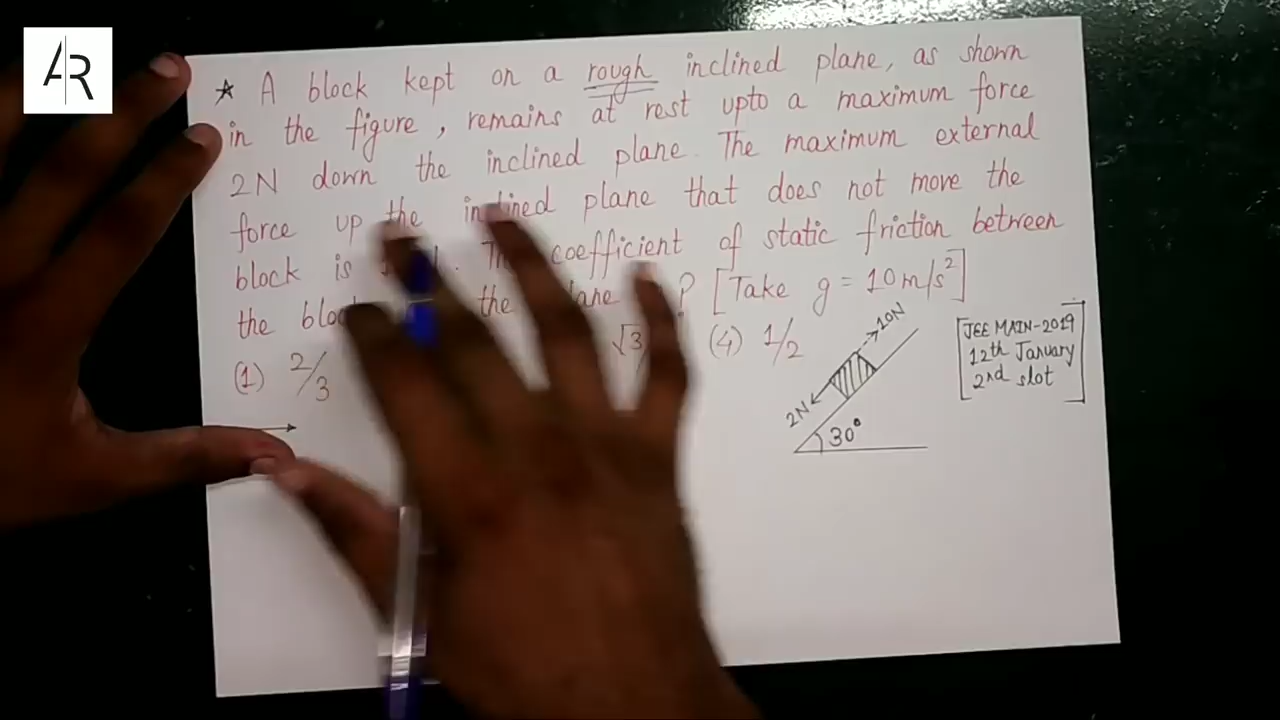 AR
* A block kept on a rough inclined plane, as shown
in the figure, remains at rest upto a maximum force
2N down the inclined plane. The maximum external
force up the inclined plane that does not move the
block is . coefficient of static friction between
the the ? [Take g = 10 m/s²]
(1) 2/3 √3 (4) 1/2
10N
2N
30°
[JEE MAIN-2019
12th January
2nd slot]